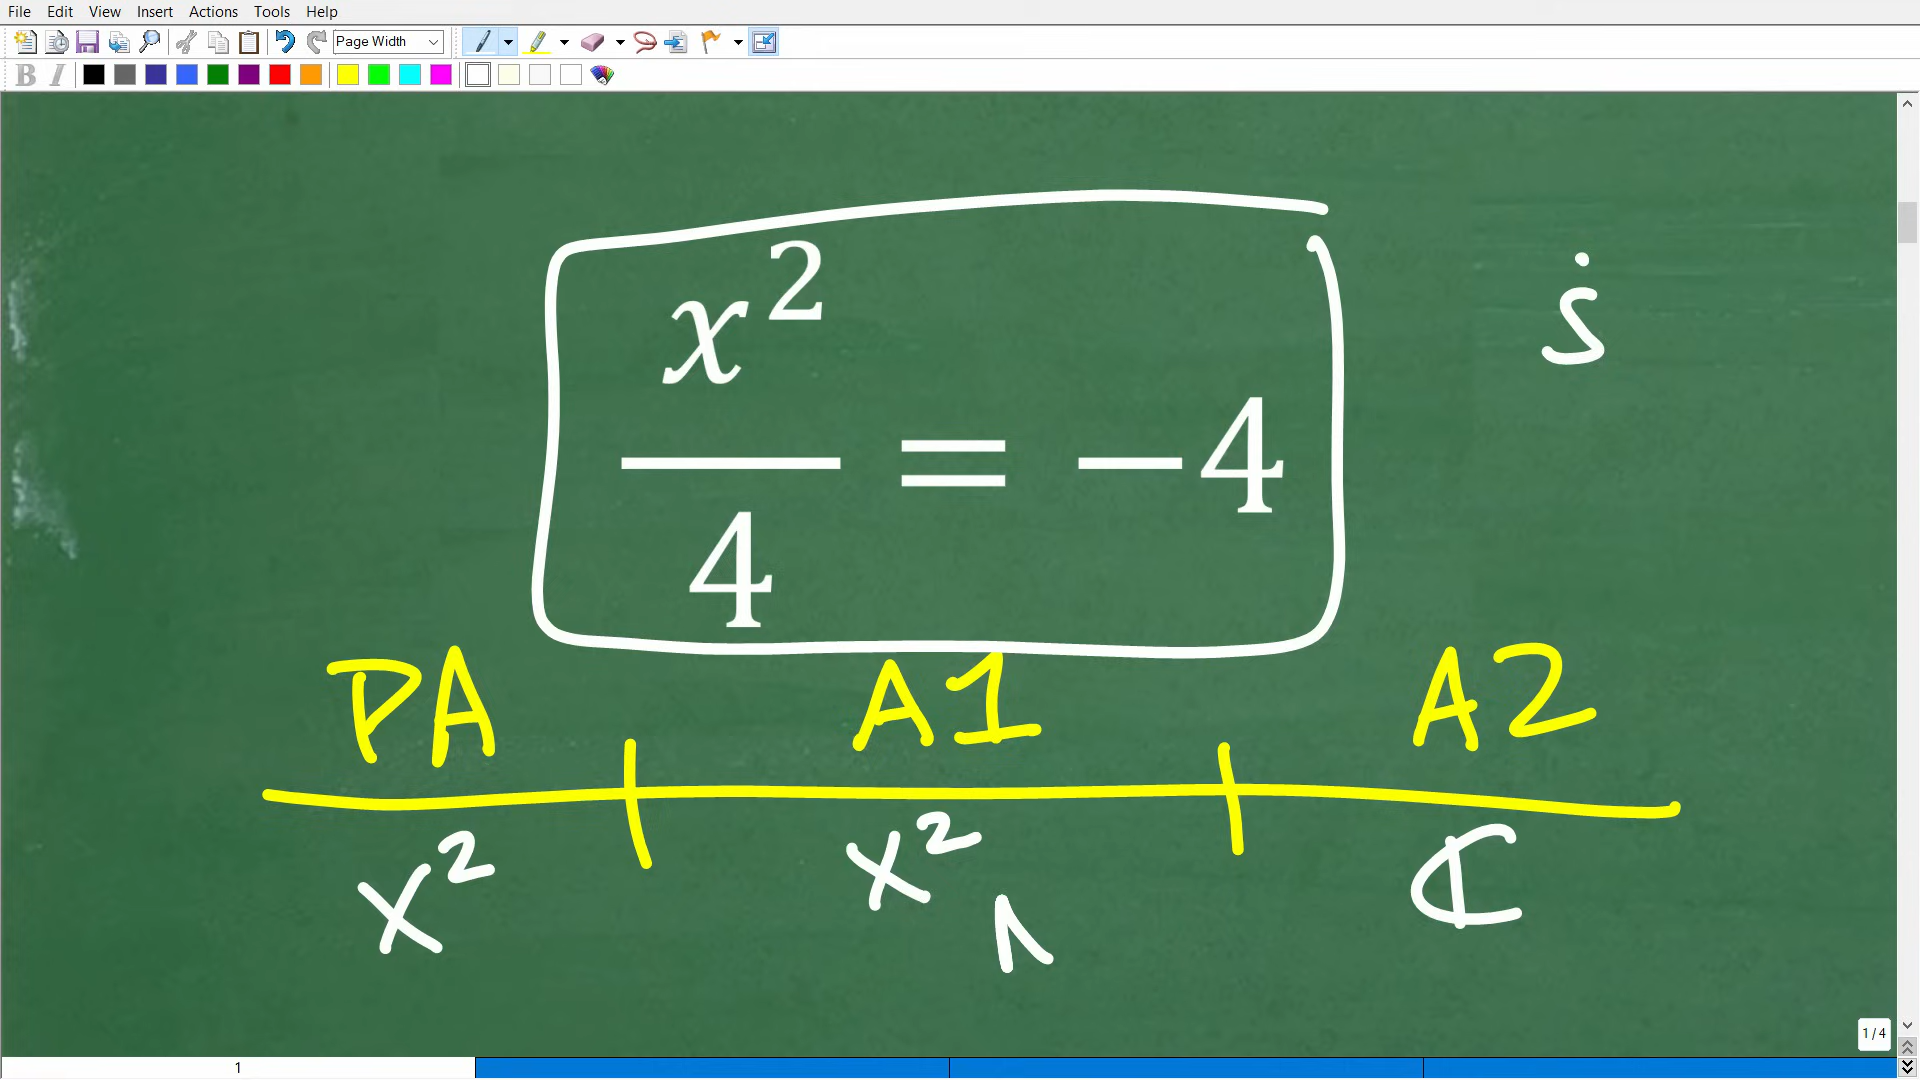 File Edit View Insert Actions Tools Help
Page Width
B I
x²/4 = −4
i
PA A1 A2
x² x² ₵
1 / 4
1